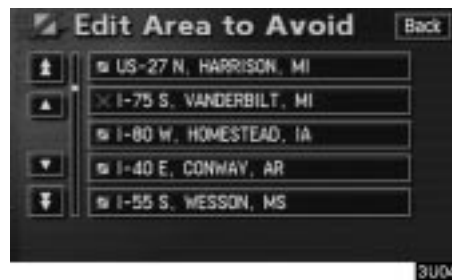 Edit Area to Avoid
Back
US-27 N, HARRISON, MI
I-75 S, VANDERBILT, MI
I-80 W, HOMESTEAD, IA
I-40 E, CONWAY, AR
I-55 S, WESSON, MS